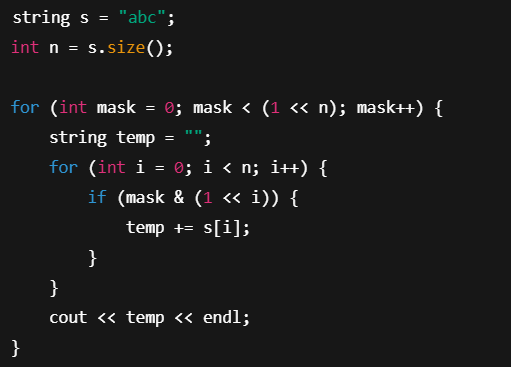 string s = "abc";
int n = s.size();

for (int mask = 0; mask < (1 << n); mask++) {
    string temp = "";
    for (int i = 0; i < n; i++) {
        if (mask & (1 << i)) {
            temp += s[i];
        }
    }
    cout << temp << endl;
}